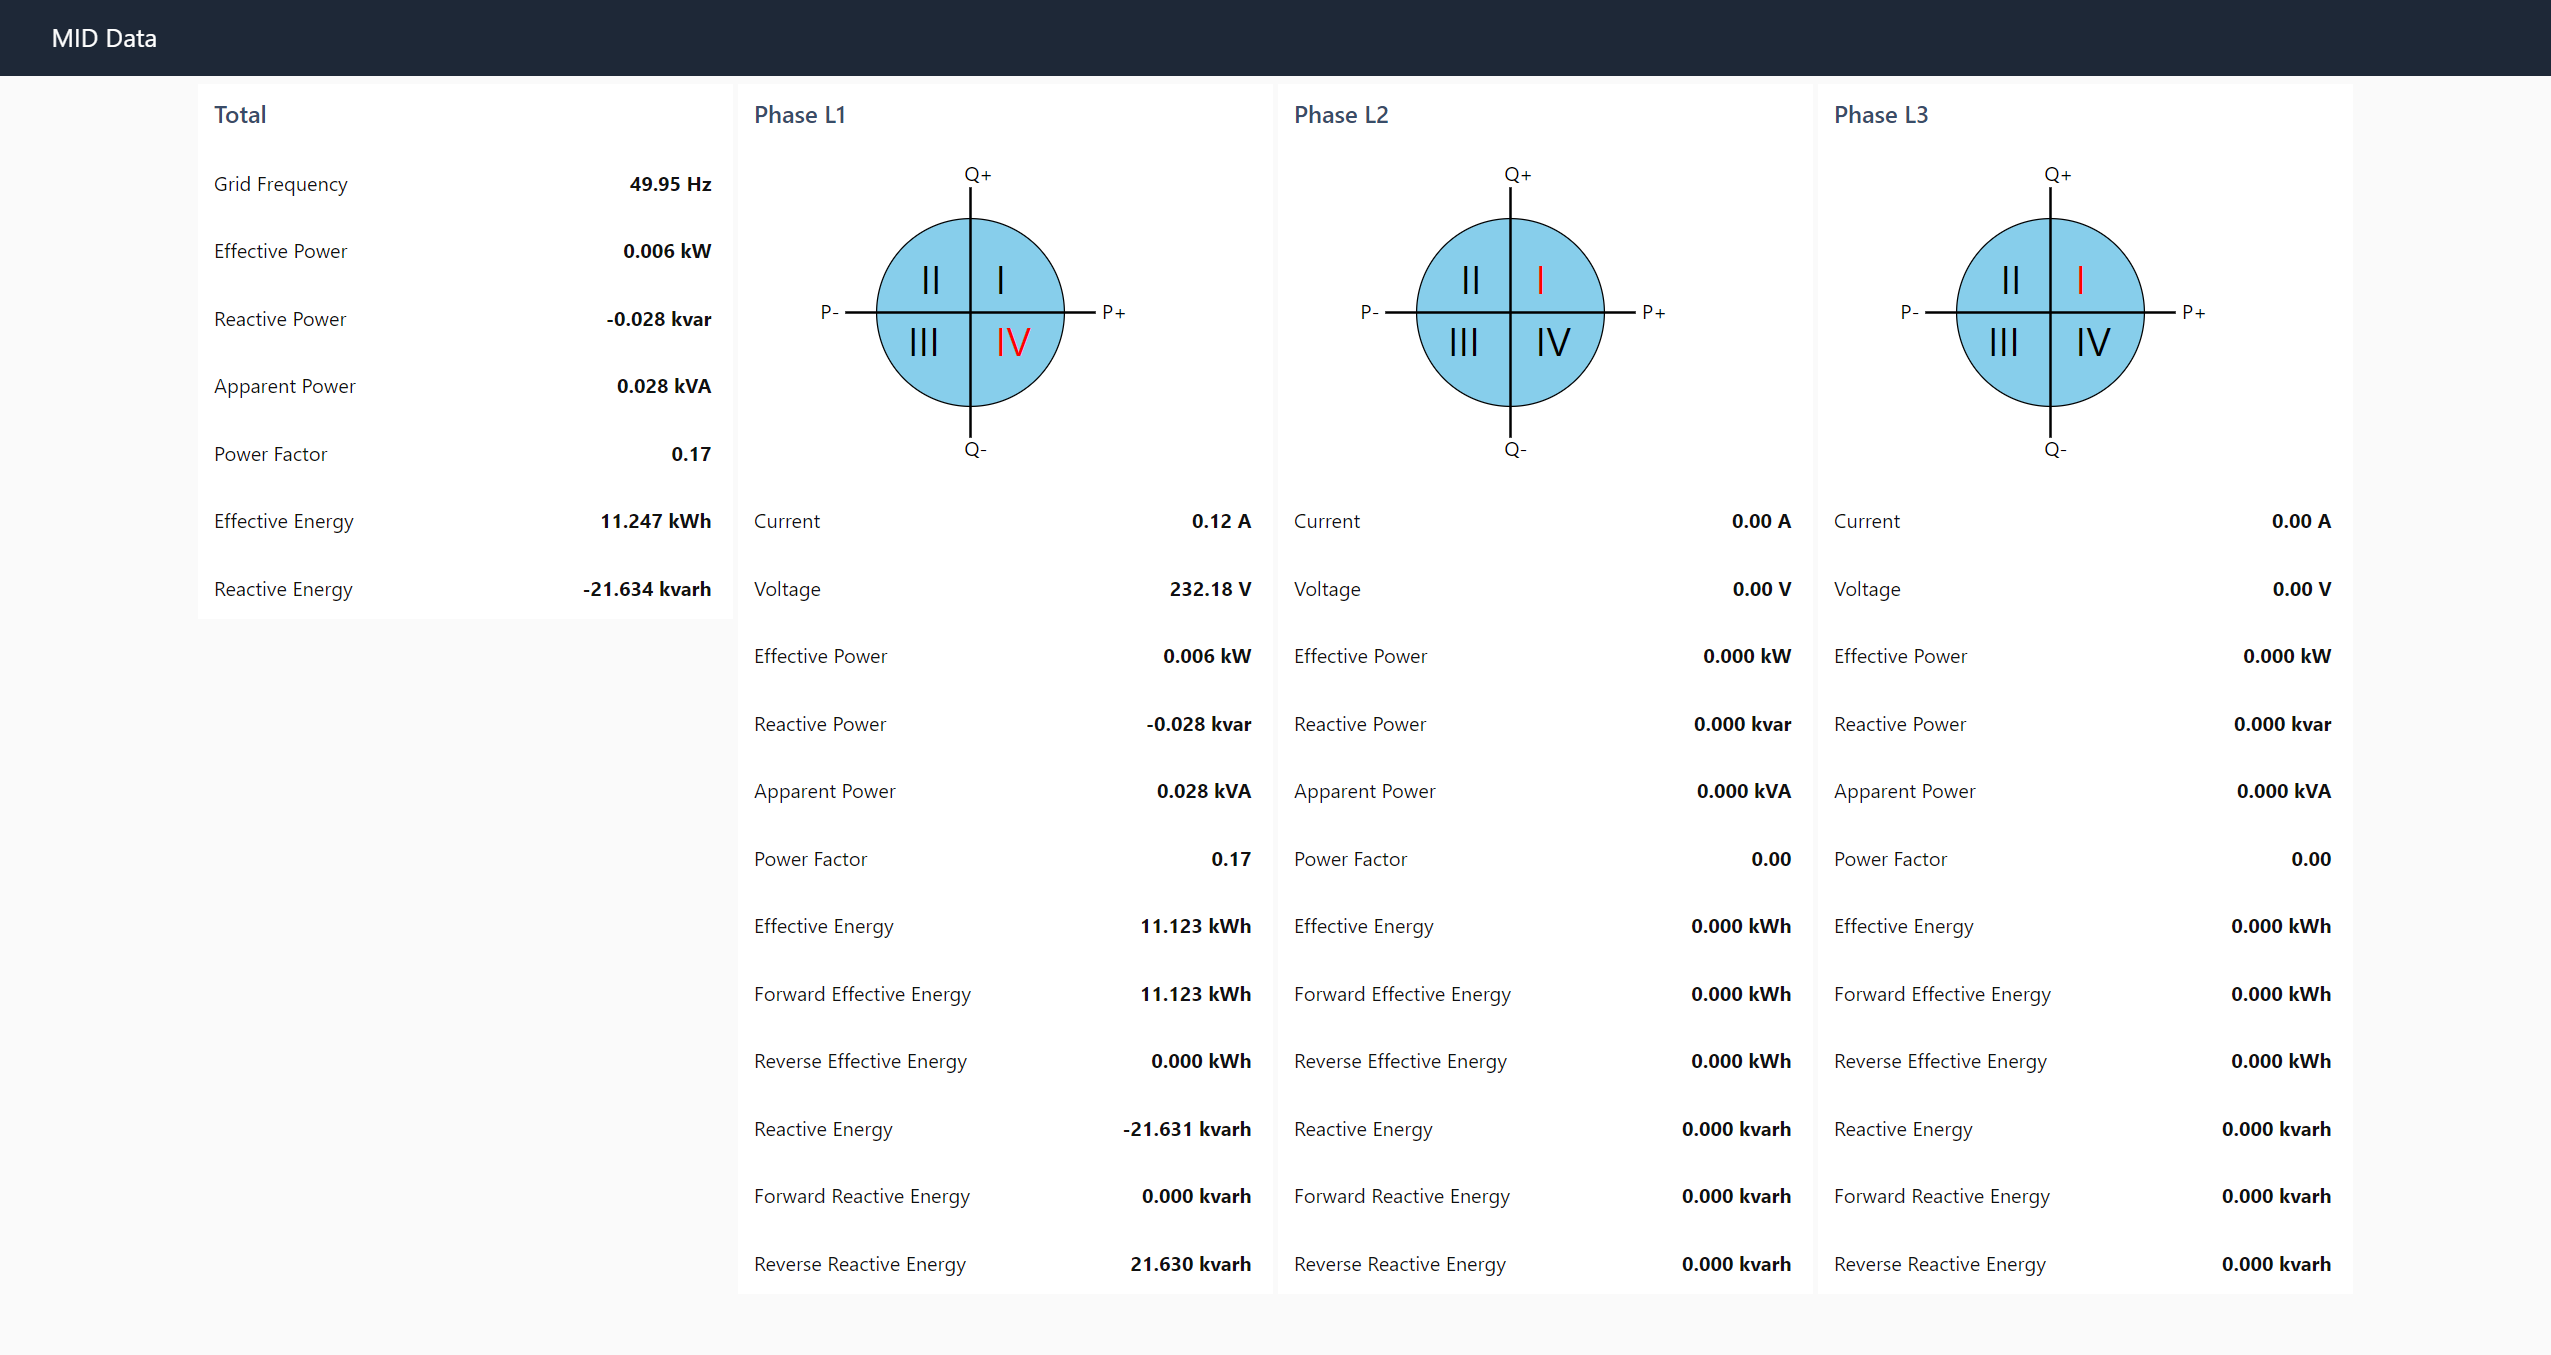 MID Data
Total
Grid Frequency 49.95 Hz
Effective Power 0.006 kW
Reactive Power -0.028 kvar
Apparent Power 0.028 kVA
Power Factor 0.17
Effective Energy 11.247 kWh
Reactive Energy -21.634 kvarh
Phase L1
Q+
II I
P- P+
III IV
Q-
Current 0.12 A
Voltage 232.18 V
Effective Power 0.006 kW
Reactive Power -0.028 kvar
Apparent Power 0.028 kVA
Power Factor 0.17
Effective Energy 11.123 kWh
Forward Effective Energy 11.123 kWh
Reverse Effective Energy 0.000 kWh
Reactive Energy -21.631 kvarh
Forward Reactive Energy 0.000 kvarh
Reverse Reactive Energy 21.630 kvarh
Phase L2
Q+
II I
P- P+
III IV
Q-
Current 0.00 A
Voltage 0.00 V
Effective Power 0.000 kW
Reactive Power 0.000 kvar
Apparent Power 0.000 kVA
Power Factor 0.00
Effective Energy 0.000 kWh
Forward Effective Energy 0.000 kWh
Reverse Effective Energy 0.000 kWh
Reactive Energy 0.000 kvarh
Forward Reactive Energy 0.000 kvarh
Reverse Reactive Energy 0.000 kvarh
Phase L3
Q+
II I
P- P+
III IV
Q-
Current 0.00 A
Voltage 0.00 V
Effective Power 0.000 kW
Reactive Power 0.000 kvar
Apparent Power 0.000 kVA
Power Factor 0.00
Effective Energy 0.000 kWh
Forward Effective Energy 0.000 kWh
Reverse Effective Energy 0.000 kWh
Reactive Energy 0.000 kvarh
Forward Reactive Energy 0.000 kvarh
Reverse Reactive Energy 0.000 kvarh